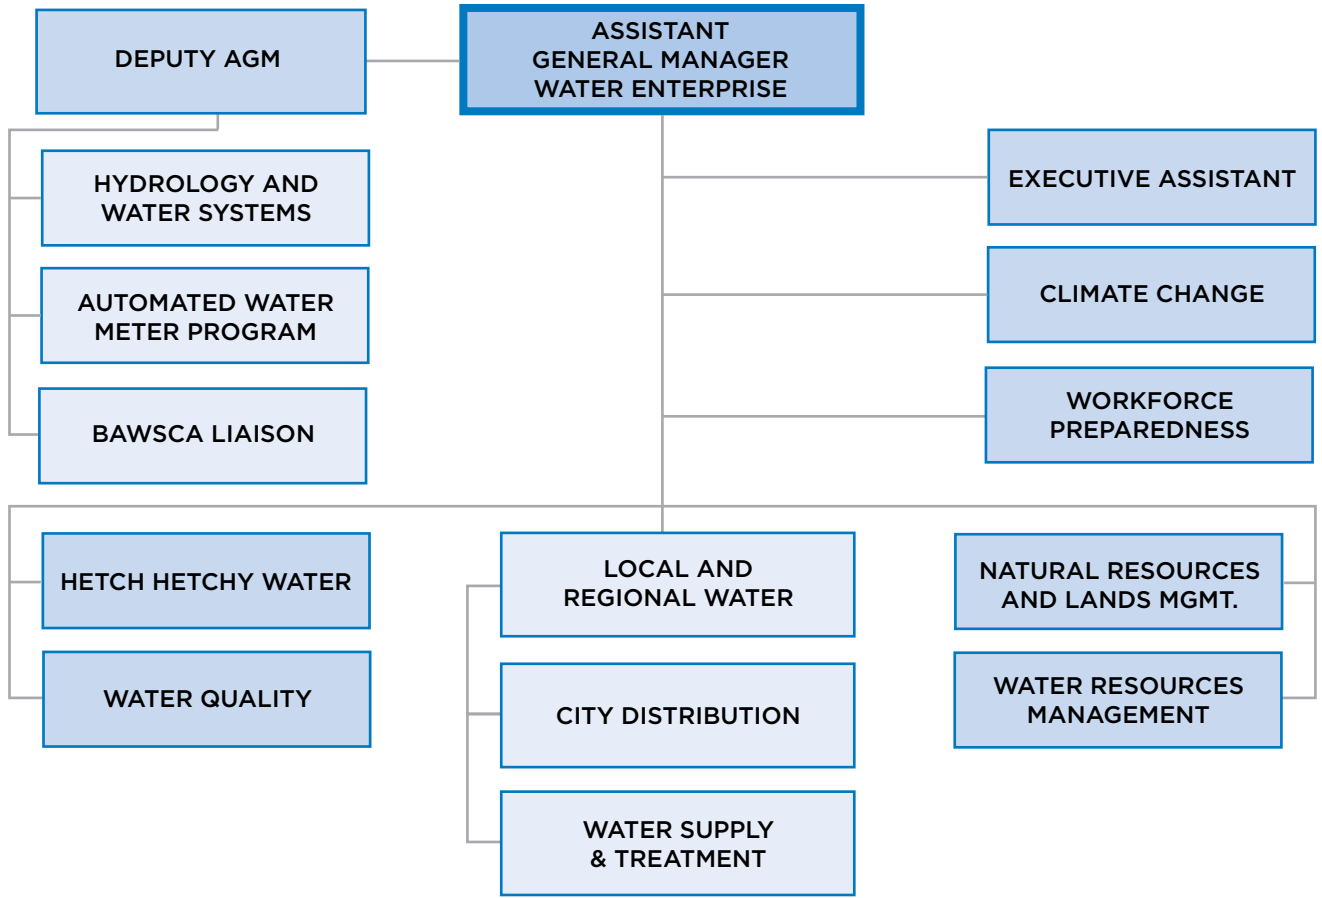 DEPUTY AGM
ASSISTANT
GENERAL MANAGER
WATER ENTERPRISE
HYDROLOGY AND
WATER SYSTEMS
AUTOMATED WATER
METER PROGRAM
BAWSCA LIAISON
EXECUTIVE ASSISTANT
CLIMATE CHANGE
WORKFORCE
PREPAREDNESS
HETCH HETCHY WATER
WATER QUALITY
LOCAL AND
REGIONAL WATER
CITY DISTRIBUTION
WATER SUPPLY
& TREATMENT
NATURAL RESOURCES
AND LANDS MGMT.
WATER RESOURCES
MANAGEMENT